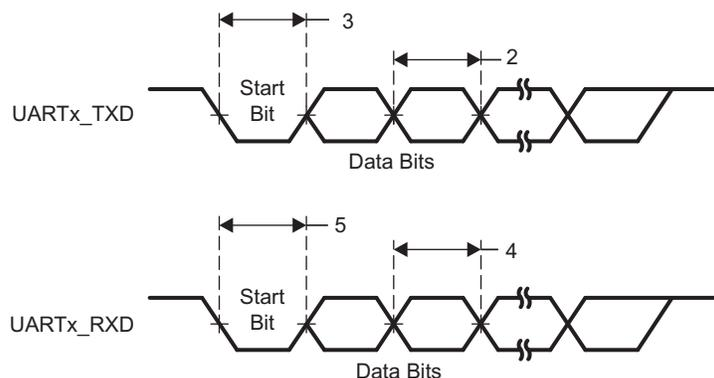 3
2
Start
Bit
UARTx_TXD
Data Bits
5
4
Start
Bit
UARTx_RXD
Data Bits